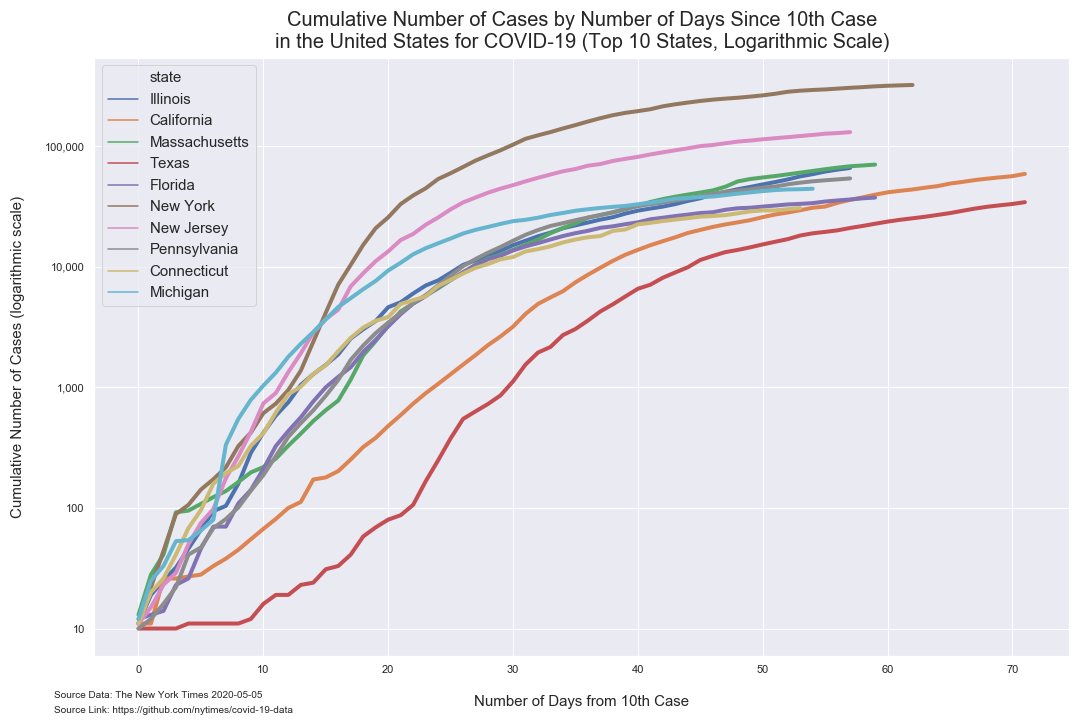 Cumulative Number of Cases by Number of Days Since 10th Case
in the United States for COVID-19 (Top 10 States, Logarithmic Scale)
Cumulative Number of Cases (logarithmic scale)
100,000
10,000
1,000
100
10
state
Illinois
California
Massachusetts
Texas
Florida
New York
New Jersey
Pennsylvania
Connecticut
Michigan
0 10 20 30 40 50 60 70
Number of Days from 10th Case
Source Data: The New York Times 2020-05-05
Source Link: https://github.com/nytimes/covid-19-data